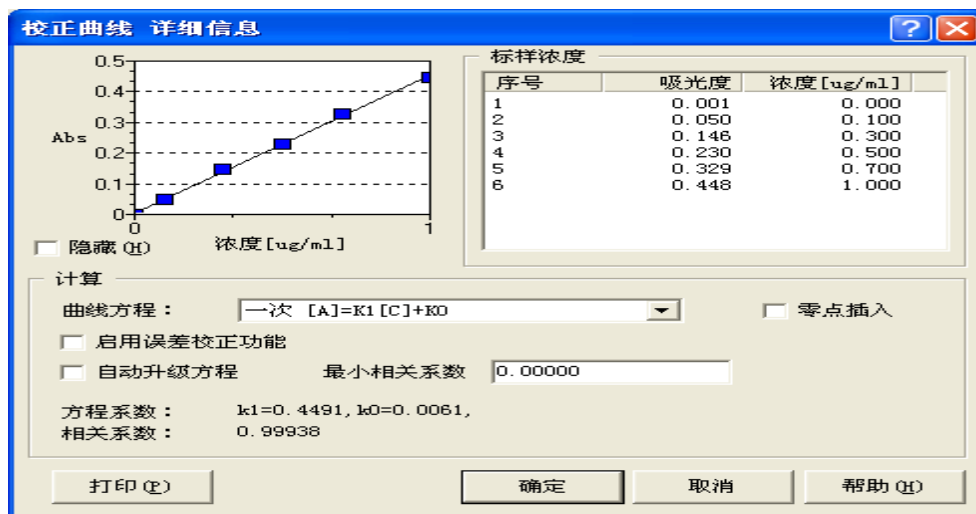 校正曲线 详细信息
0.5
0.4
0.3
Abs
0.2
0.1
0
0 1
浓度[ug/ml]
隐藏(H)
标样浓度
序号 吸光度 浓度[ug/ml]
1 0.001 0.000
2 0.050 0.100
3 0.146 0.300
4 0.230 0.500
5 0.329 0.700
6 0.448 1.000
计算
曲线方程： 一次 [A]=K1[C]+K0 零点插入
启用误差校正功能
自动升级方程 最小相关系数 0.00000
方程系数： k1=0.4491,k0=0.0061,
相关系数： 0.99938
打印(P) 确定 取消 帮助(H)